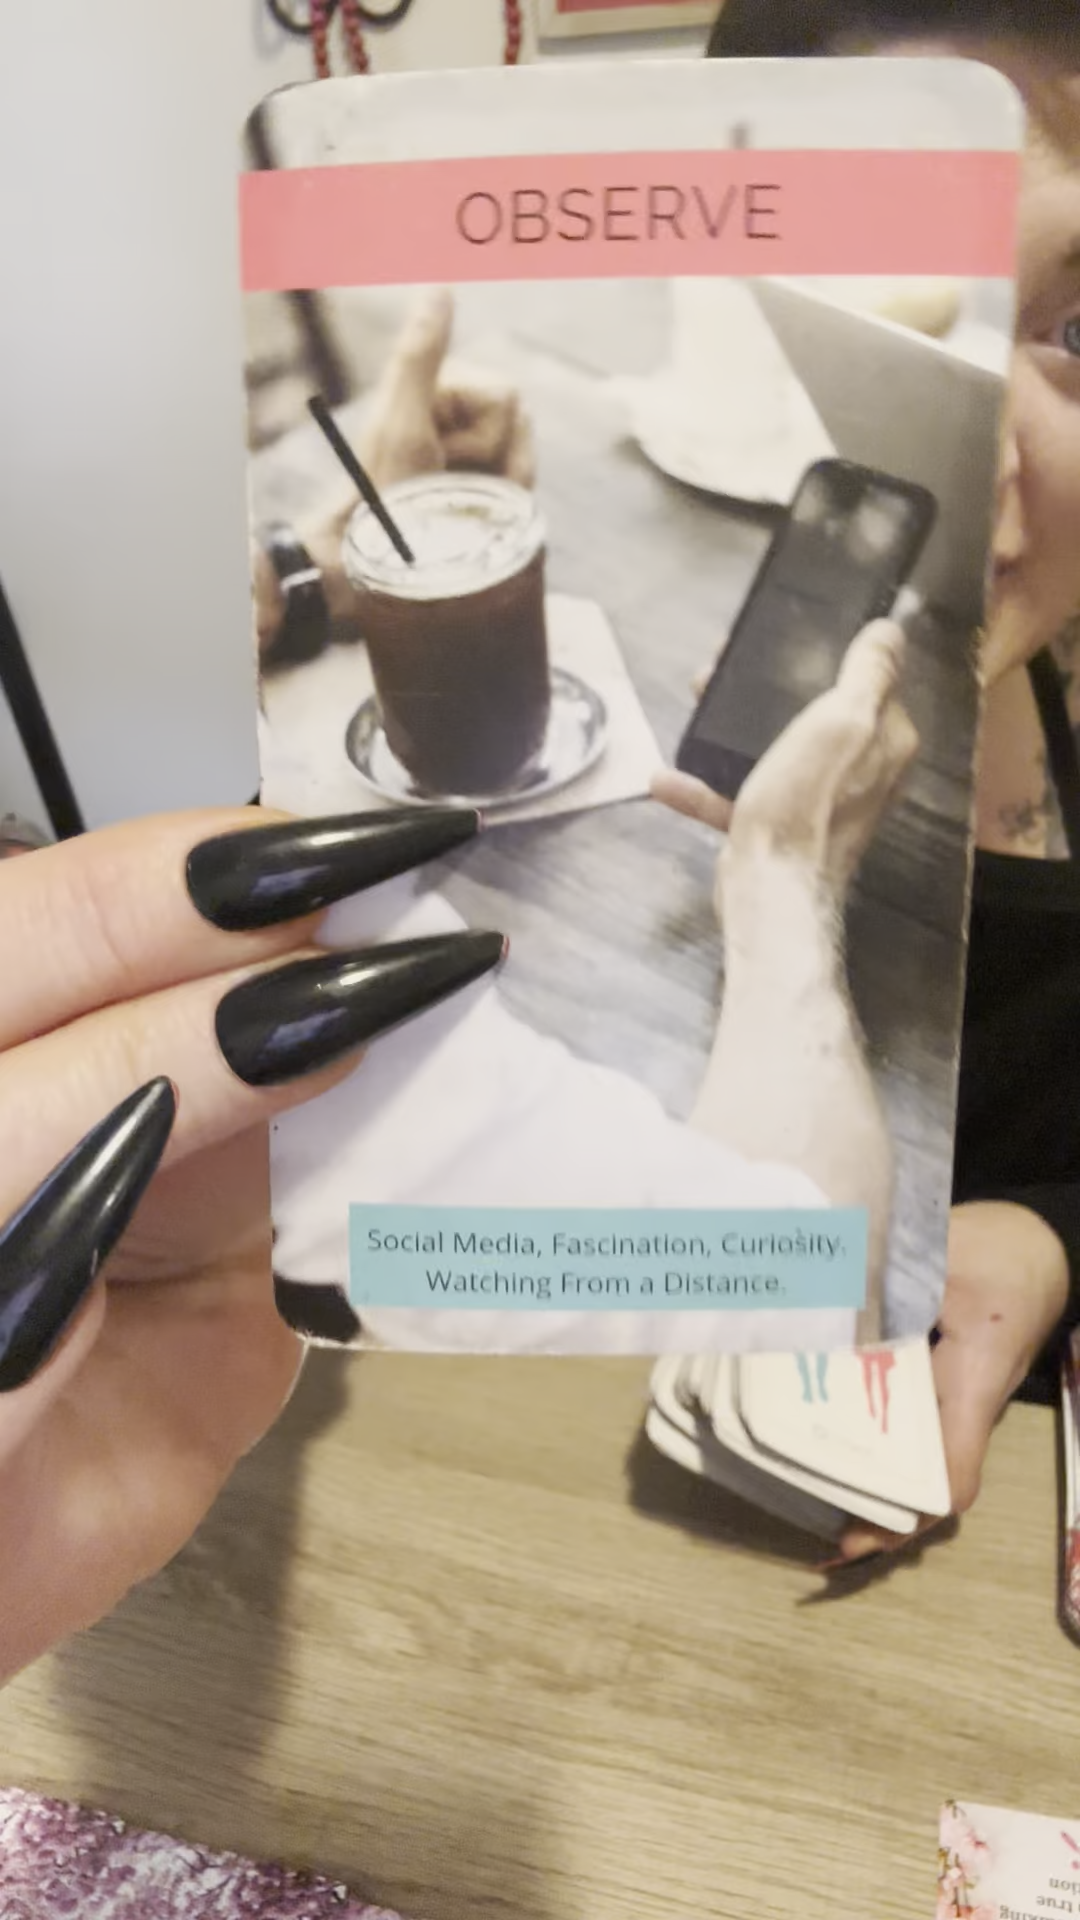 OBSERVE
Social Media, Fascination, Curiosity.
Watching From a Distance.